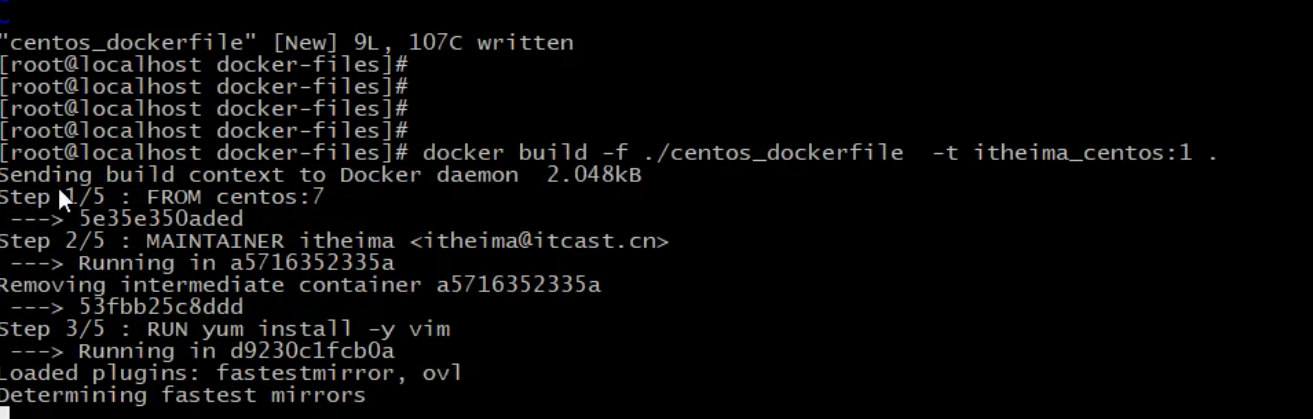 "centos_dockerfile" [New] 9L, 107C written
[root@localhost docker-files]#
[root@localhost docker-files]#
[root@localhost docker-files]#
[root@localhost docker-files]#
[root@localhost docker-files]# docker build -f ./centos_dockerfile  -t itheima_centos:1 .
Sending build context to Docker daemon  2.048kB
Step 1/5 : FROM centos:7
 ---> 5e35e350aded
Step 2/5 : MAINTAINER itheima <itheima@itcast.cn>
 ---> Running in a5716352335a
Removing intermediate container a5716352335a
 ---> 53fbb25c8ddd
Step 3/5 : RUN yum install -y vim
 ---> Running in d9230c1fcb0a
Loaded plugins: fastestmirror, ovl
Determining fastest mirrors